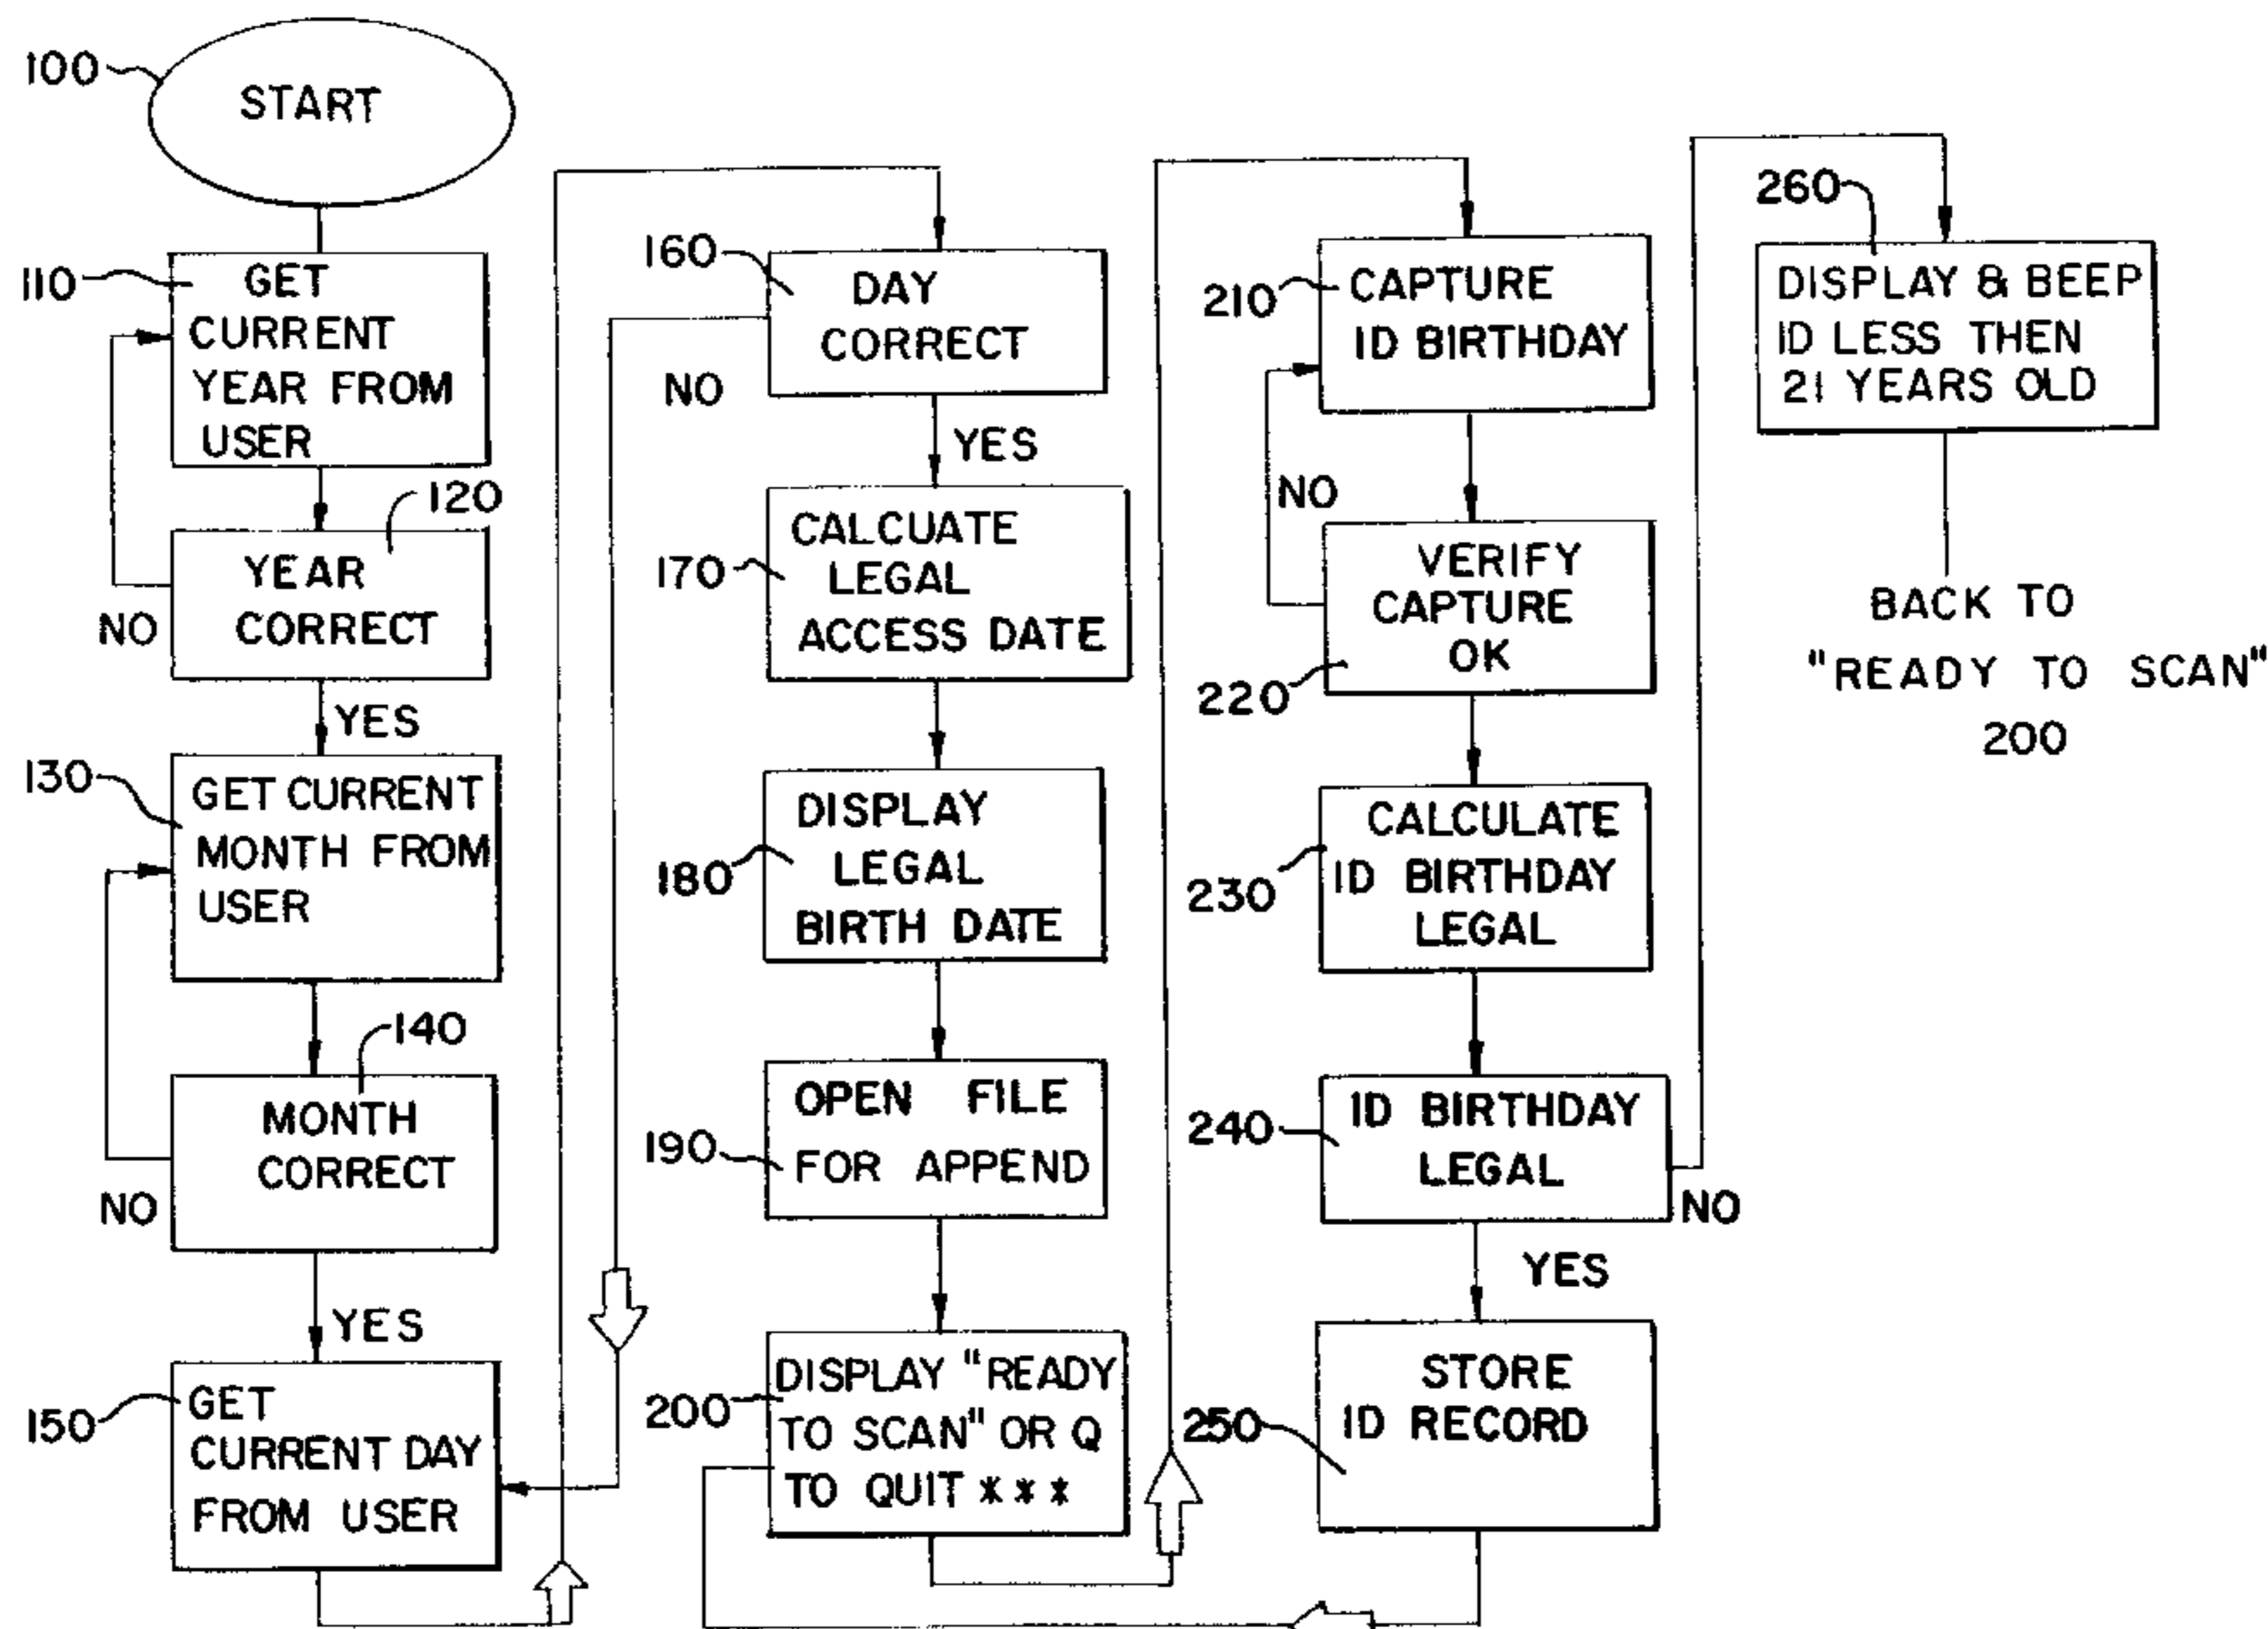 100
START
110
GET
CURRENT
YEAR FROM
USER
120
YEAR
CORRECT
NO
YES
130
GET CURRENT
MONTH FROM
USER
140
MONTH
CORRECT
NO
YES
150
GET
CURRENT DAY
FROM USER
160
DAY
CORRECT
NO
YES
170
CALCUATE
LEGAL
ACCESS DATE
180
DISPLAY
LEGAL
BIRTH DATE
190
OPEN FILE
FOR APPEND
200
DISPLAY "READY
TO SCAN" OR Q
TO QUIT ***
210
CAPTURE
ID BIRTHDAY
NO
220
VERIFY
CAPTURE
OK
230
CALCULATE
ID BIRTHDAY
LEGAL
240
ID BIRTHDAY
LEGAL
NO
YES
250
STORE
ID RECORD
260
DISPLAY & BEEP
ID LESS THEN
21 YEARS OLD
BACK TO
"READY TO SCAN"
200